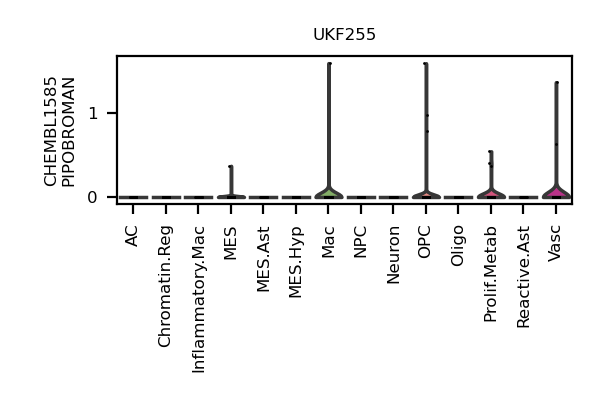 UKF255
CHEMBL1585
PIPOBROMAN
1
0
AC
Chromatin.Reg
Inflammatory.Mac
MES
MES.Ast
MES.Hyp
Mac
NPC
Neuron
OPC
Oligo
Prolif.Metab
Reactive.Ast
Vasc